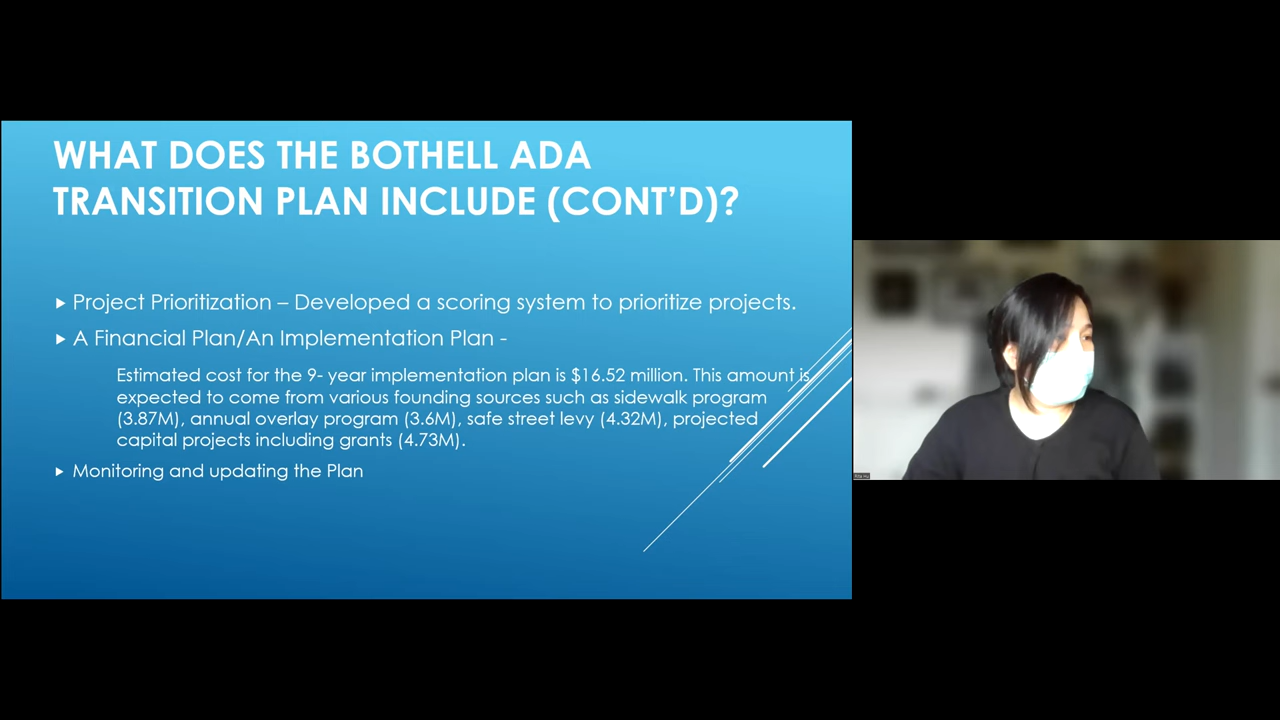 WHAT DOES THE BOTHELL ADA
TRANSITION PLAN INCLUDE (CONT'D)?
Project Prioritization – Developed a scoring system to prioritize projects.
A Financial Plan/An Implementation Plan -
Estimated cost for the 9- year implementation plan is $16.52 million. This amount is
expected to come from various founding sources such as sidewalk program
(3.87M), annual overlay program (3.6M), safe street levy (4.32M), projected
capital projects including grants (4.73M).
Monitoring and updating the Plan